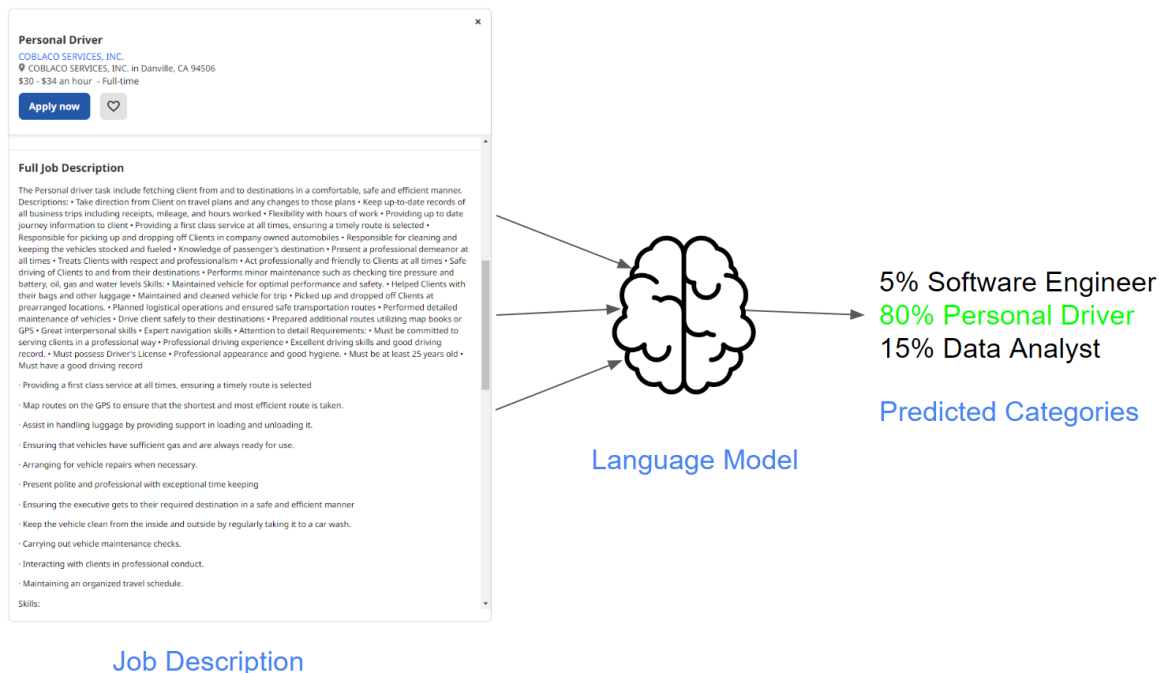 ×
Personal Driver
COBLACO SERVICES, INC.
COBLACO SERVICES, INC. in Danville, CA 94506
$30 - $34 an hour - Full-time
Apply now
Full Job Description
The Personal driver task include fetching client from and to destinations in a comfortable, safe and efficient manner.
Descriptions: • Take direction from Client on travel plans and any changes to those plans • Keep up-to-date records of
all business trips including receipts, mileage, and hours worked • Flexibility with hours of work • Providing up to date
journey information to client • Providing a first class service at all times, ensuring a timely route is selected •
Responsible for picking up and dropping off Clients in company owned automobiles • Responsible for cleaning and
keeping the vehicles stocked and fueled • Knowledge of passenger's destination • Present a professional demeanor at
all times • Treats Clients with respect and professionalism • Act professionally and friendly to Clients at all times • Safe
driving of Clients to and from their destinations • Performs minor maintenance such as checking tire pressure and
battery, oil, gas and water levels Skills: • Maintained vehicle for optimal performance and safety. • Helped Clients with
their bags and other luggage • Maintained and cleaned vehicle for trip • Picked up and dropped off Clients at
prearranged locations. • Planned logistical operations and ensured safe transportation routes • Performed detailed
maintenance of vehicles • Drive client safely to their destinations • Prepared additional routes utilizing map books or
GPS • Great interpersonal skills • Expert navigation skills • Attention to detail Requirements: • Must be committed to
serving clients in a professional way • Professional driving experience • Excellent driving skills and good driving
record. • Must possess Driver's License • Professional appearance and good hygiene. • Must be at least 25 years old •
Must have a good driving record
· Providing a first class service at all times, ensuring a timely route is selected
· Map routes on the GPS to ensure that the shortest and most efficient route is taken.
· Assist in handling luggage by providing support in loading and unloading it.
· Ensuring that vehicles have sufficient gas and are always ready for use.
· Arranging for vehicle repairs when necessary.
· Present polite and professional with exceptional time keeping
· Ensuring the executive gets to their required destination in a safe and efficient manner
· Keep the vehicle clean from the inside and outside by regularly taking it to a car wash.
· Carrying out vehicle maintenance checks.
· Interacting with clients in professional conduct.
· Maintaining an organized travel schedule.
Skills:
Job Description
Language Model
5% Software Engineer
80% Personal Driver
15% Data Analyst
Predicted Categories